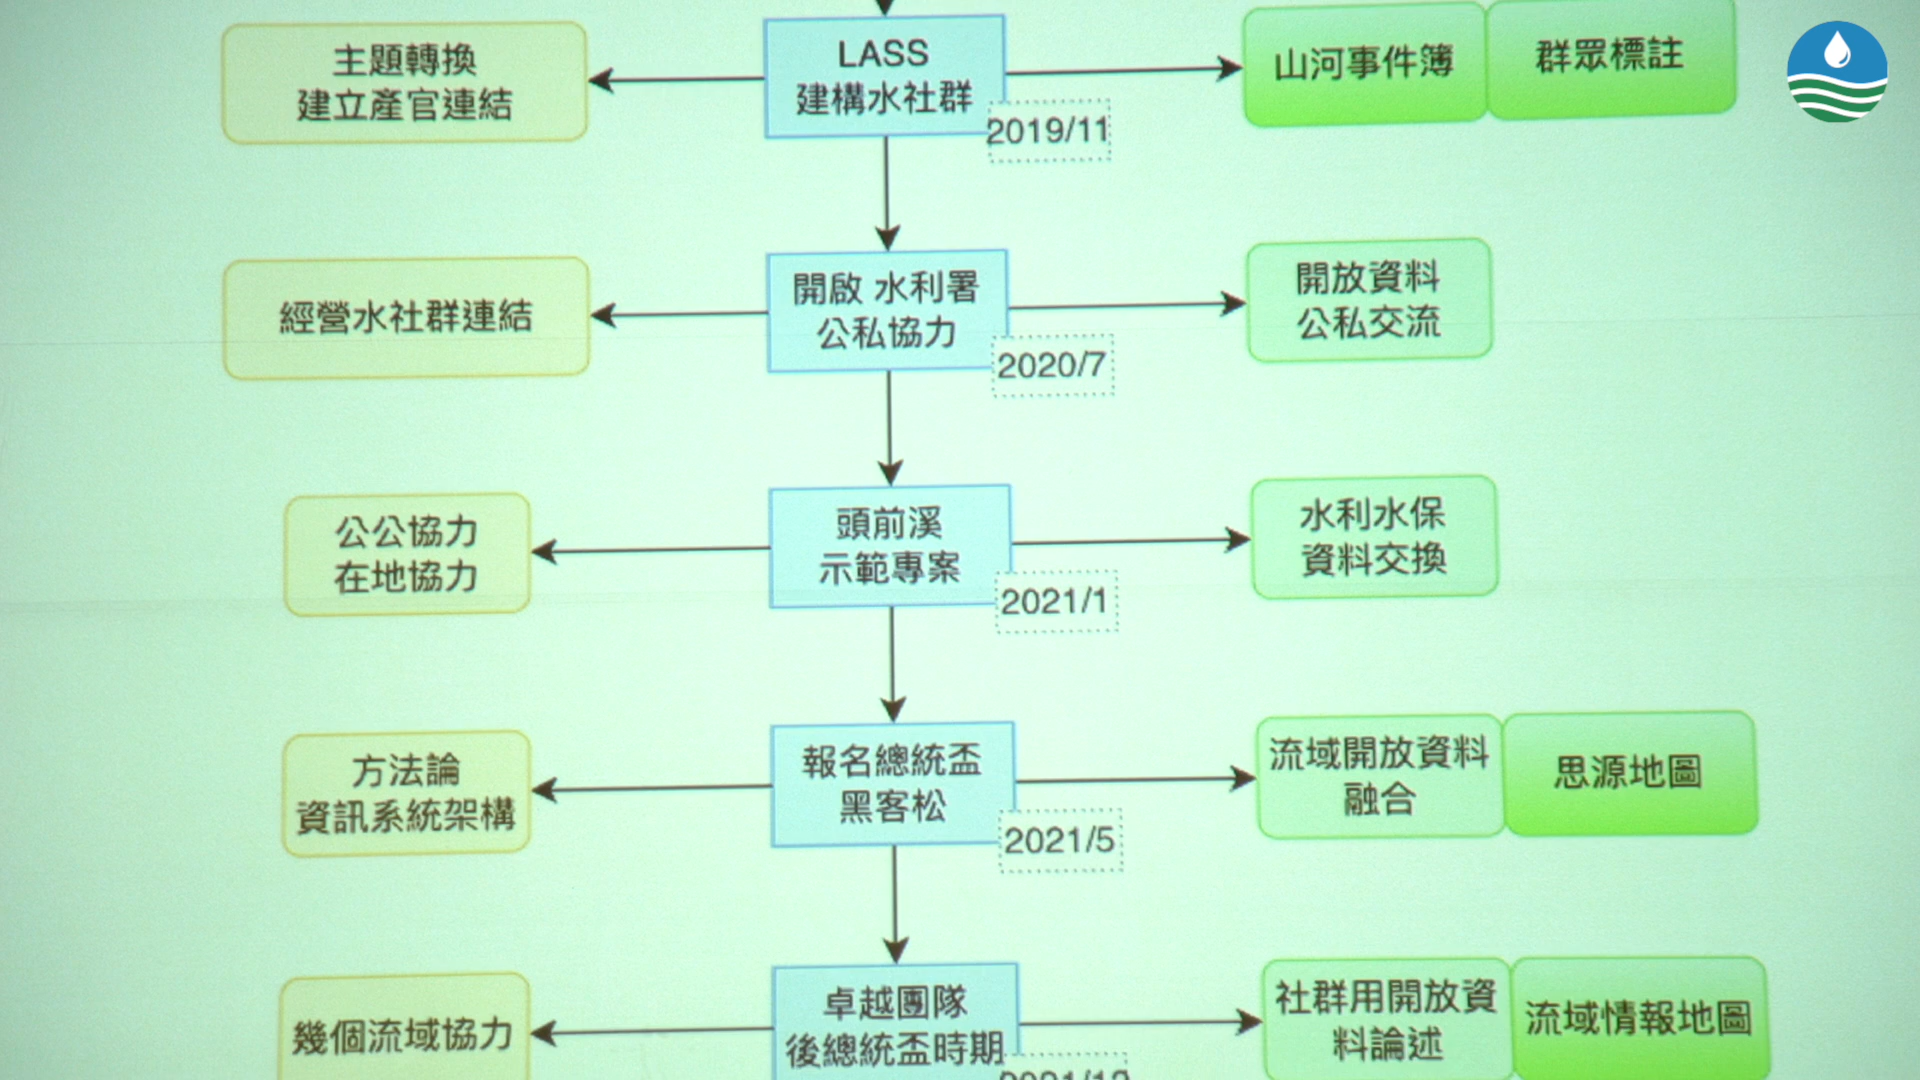 主題轉換
建立產官連結
LASS
建構水社群
2019/11
山河事件簿
群眾標註
經營水社群連結
開啟 水利署
公私協力
2020/7
開放資料
公私交流
公公協力
在地協力
頭前溪
示範專案
2021/1
水利水保
資料交換
方法論
資訊系統架構
報名總統盃
黑客松
2021/5
流域開放資料
融合
思源地圖
幾個流域協力
卓越團隊
後總統盃時期
社群用開放資
料論述
流域情報地圖